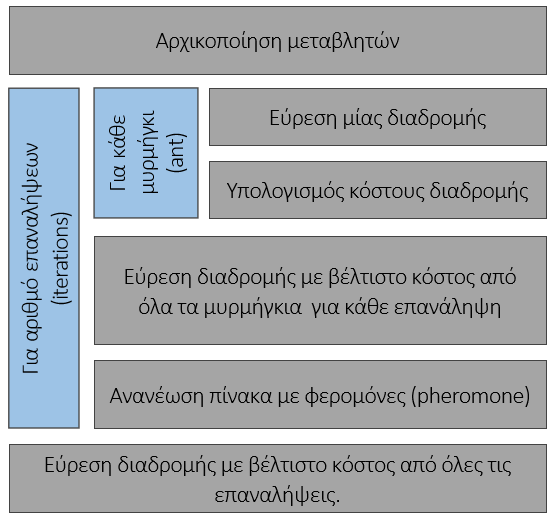 Αρχικοποίηση μεταβλητών
Για αριθμό επαναλήψεων
(iterations)
Για κάθε
μυρμήγκι
(ant)
Εύρεση μίας διαδρομής
Υπολογισμός κόστους διαδρομής
Εύρεση διαδρομής με βέλτιστο κόστος από
όλα τα μυρμήγκια για κάθε επανάληψη
Ανανέωση πίνακα με φερομόνες (pheromone)
Εύρεση διαδρομής με βέλτιστο κόστος από όλες τις
επαναλήψεις.